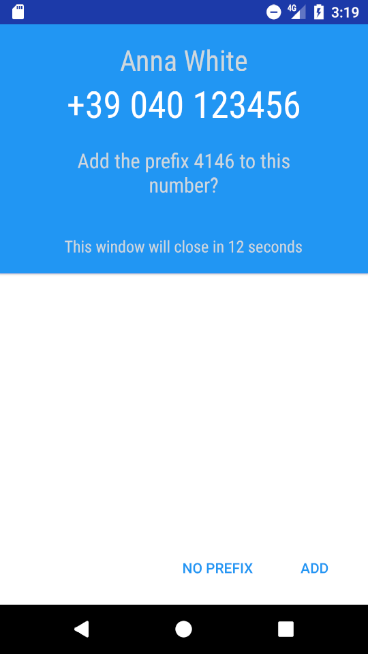 4G 3:19
Anna White
+39 040 123456
Add the prefix 4146 to this
number?
This window will close in 12 seconds
NO PREFIX ADD